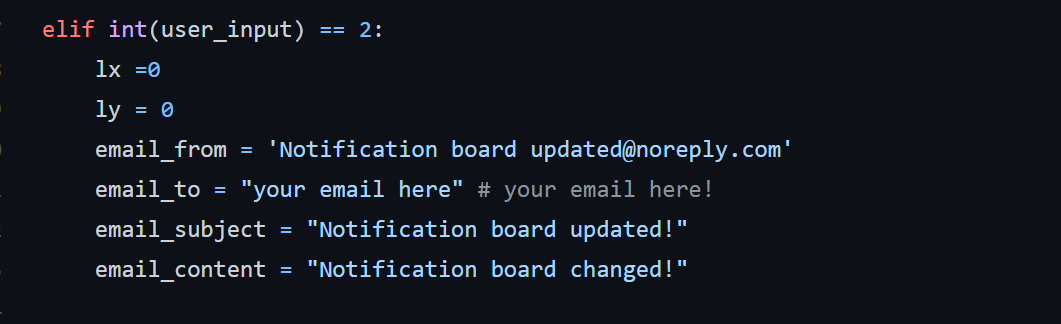 elif int(user_input) == 2:
lx =0
ly = 0
email_from = 'Notification board updated@noreply.com'
email_to = "your email here" # your email here!
email_subject = "Notification board updated!"
email_content = "Notification board changed!"